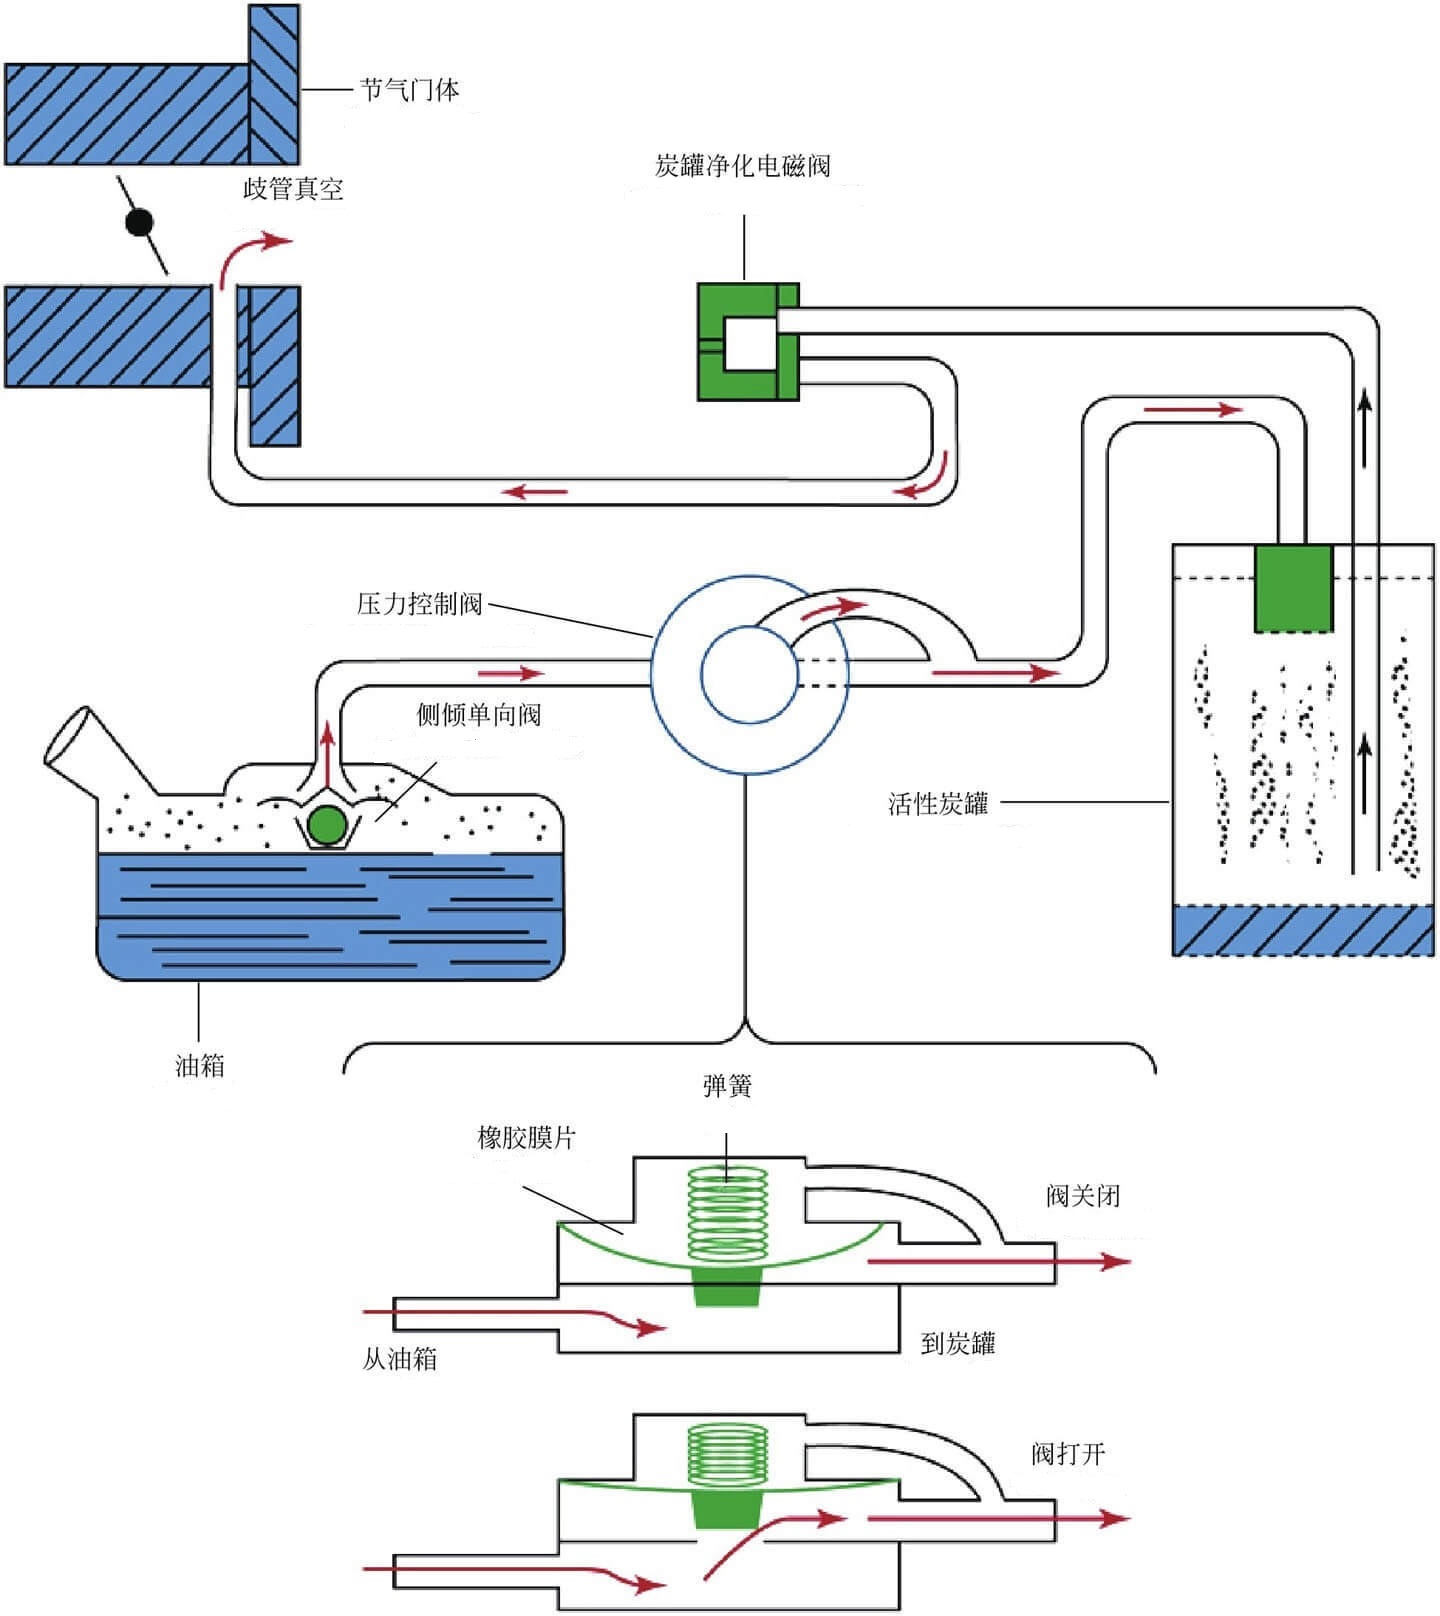 节气门体
炭罐净化电磁阀
歧管真空
压力控制阀
侧倾单向阀
活性炭罐
油箱
弹簧
橡胶膜片
阀关闭
从油箱
到炭罐
阀打开